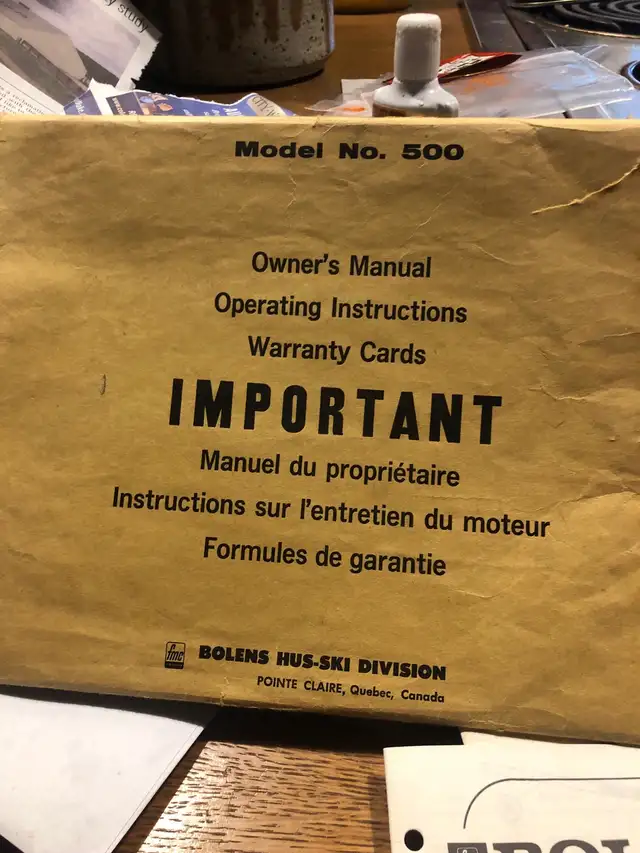 y study
Model No. 500
Owner's Manual
Operating Instructions
Warranty Cards
IMPORTANT
Manuel du propriétaire
Instructions sur l'entretien du moteur
Formules de garantie
fmc BOLENS HUS-SKI DIVISION
POINTE CLAIRE, Quebec, Canada